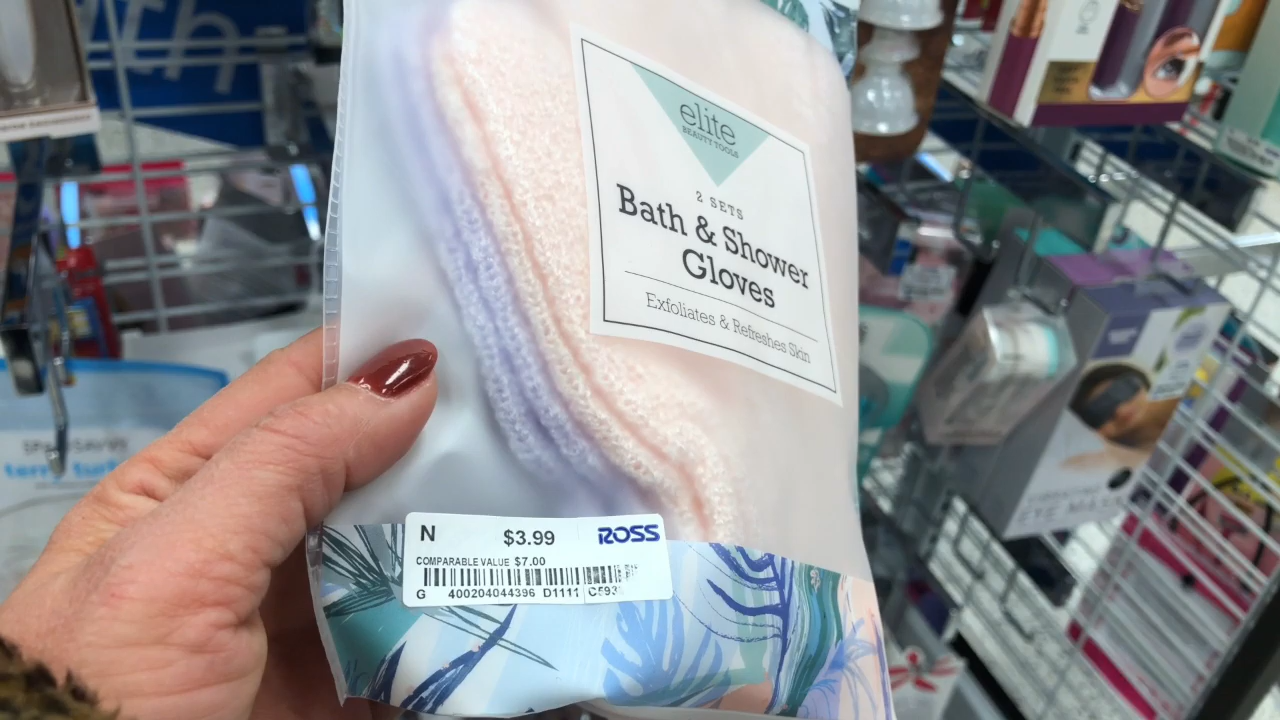 elite
BEAUTY TOOLS
2 SETS
Bath & Shower
Gloves
Exfoliates & Refreshes Skin
N $3.99 ROSS
COMPARABLE VALUE $7.00
G 400204044396 D1111